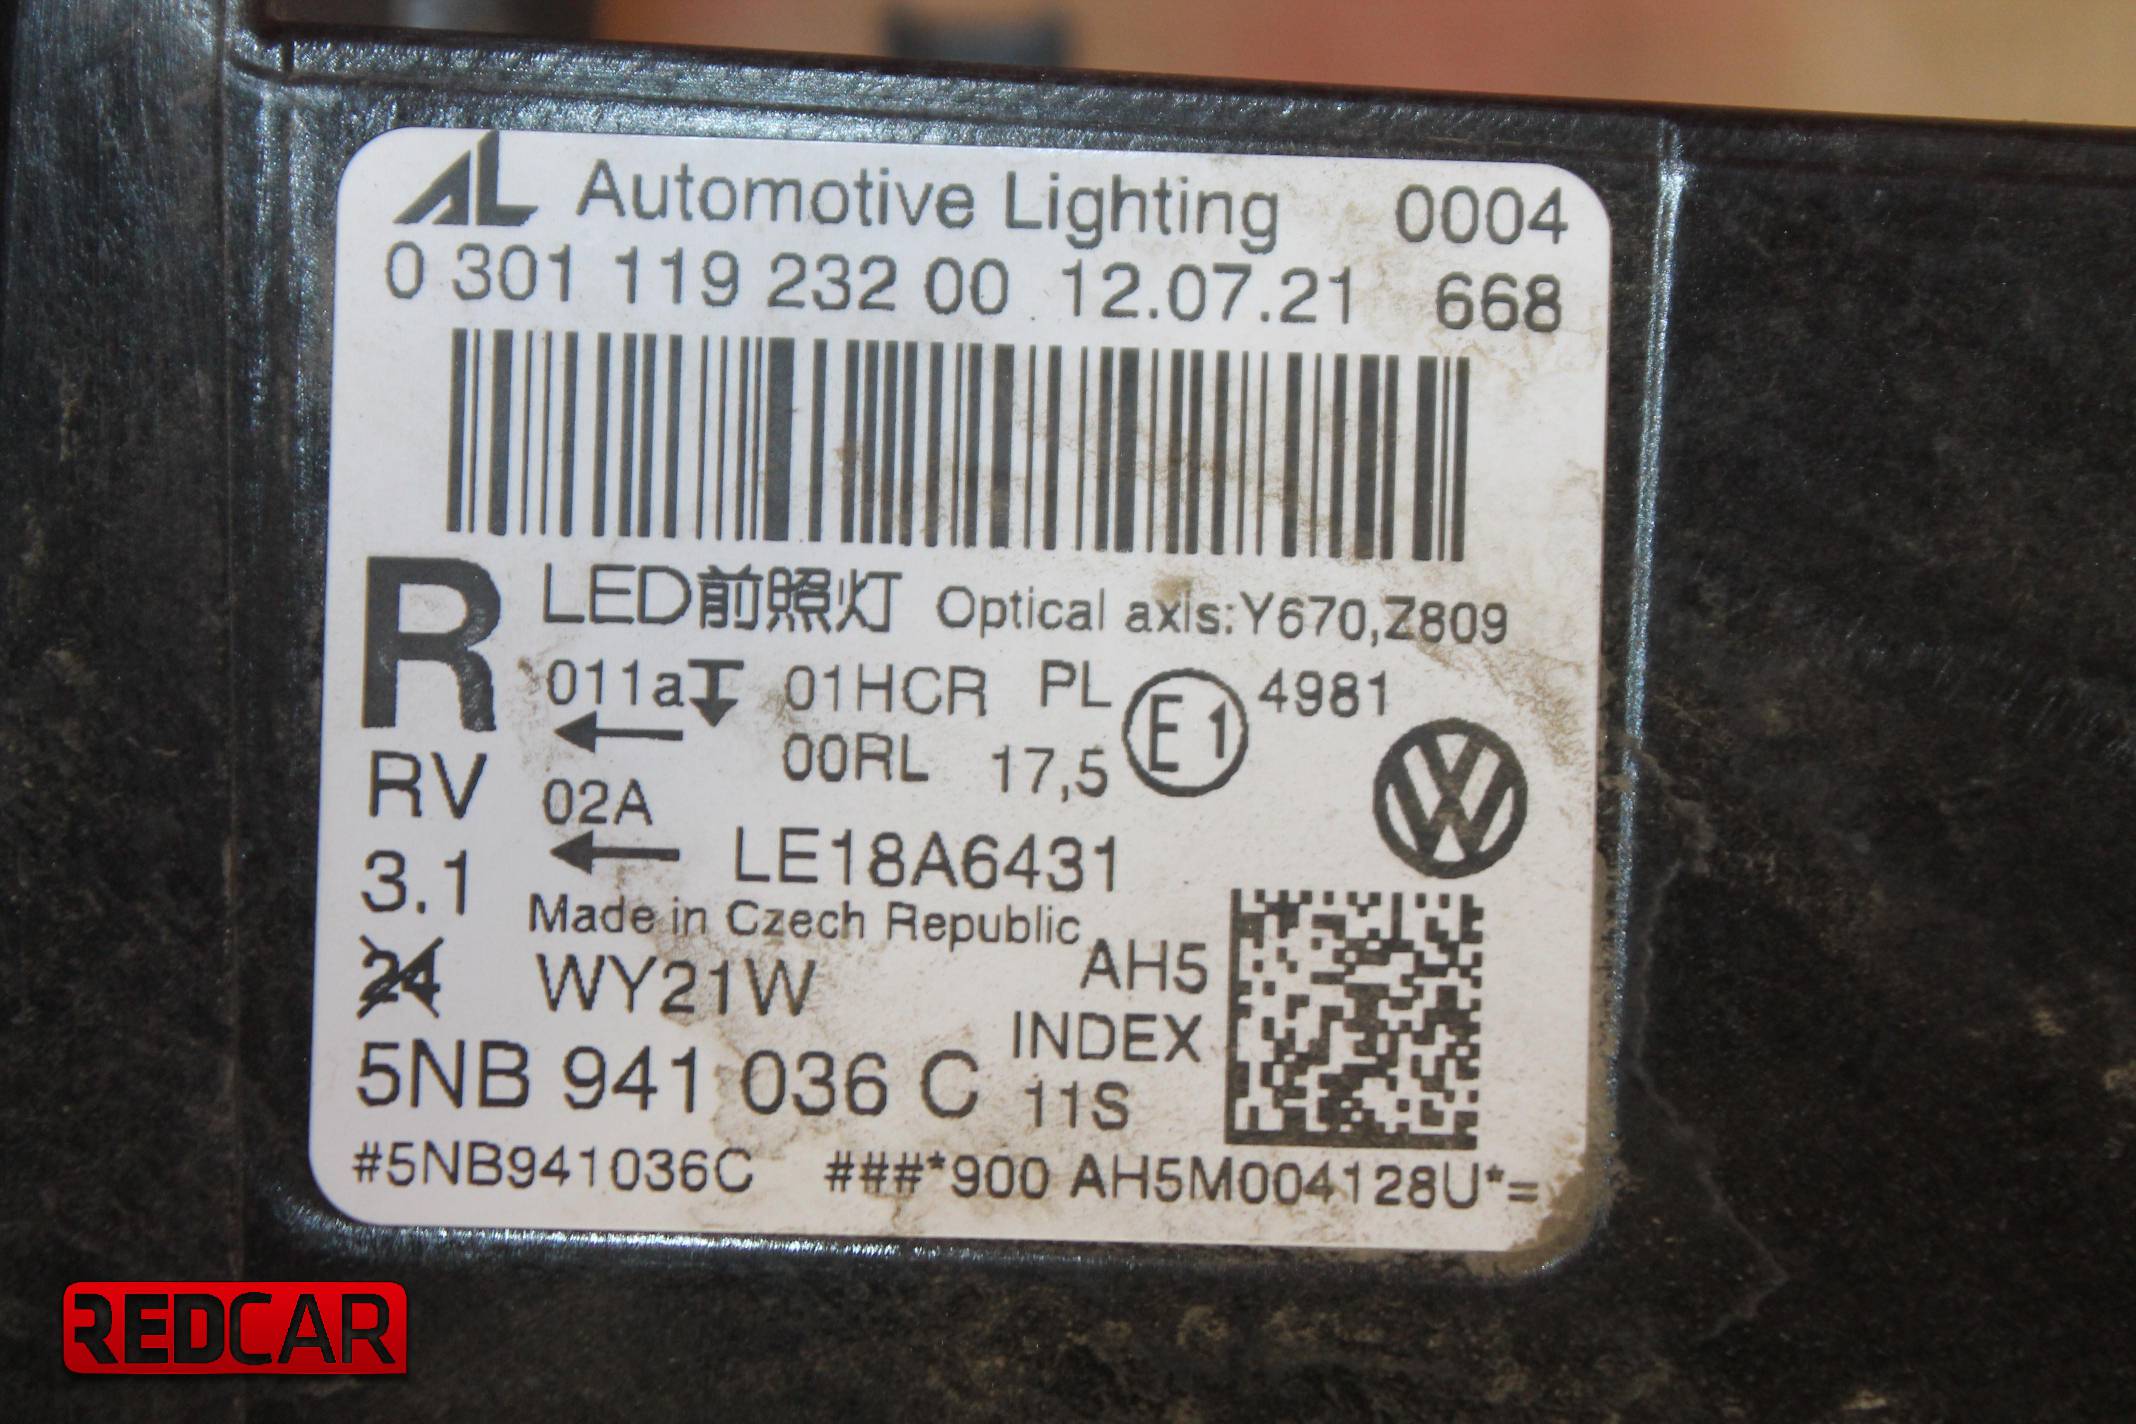 AL Automotive Lighting 0004
0 301 119 232 00 12.07.21 668
R LED前照灯 Optical axis:Y670,Z809
011a 01HCR PL E1 4981
00RL 17,5
RV 02A
3.1 LE18A6431
Made in Czech Republic
24 WY21W AH5
INDEX
5NB 941 036 C 11S
#5NB941036C ###*900 AH5M004128U*=
REDCAR